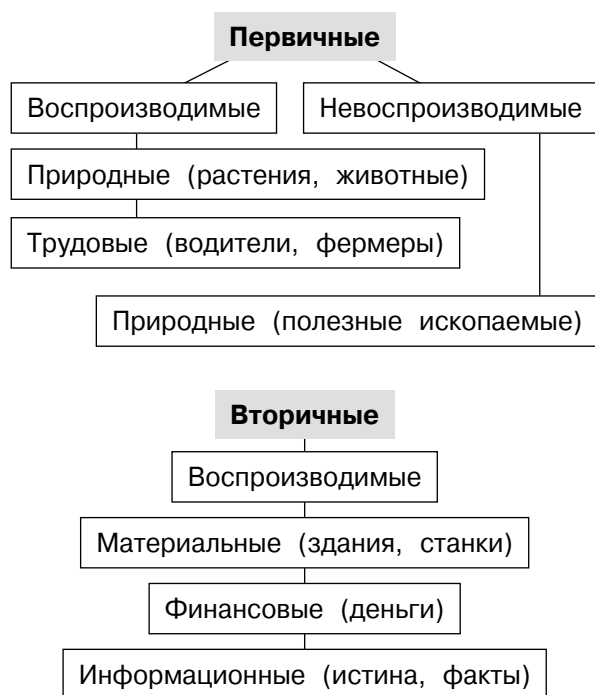 Первичные
Воспроизводимые
Невоспроизводимые
Природные (растения, животные)
Трудовые (водители, фермеры)
Природные (полезные ископаемые)
Вторичные
Воспроизводимые
Материальные (здания, станки)
Финансовые (деньги)
Информационные (истина, факты)